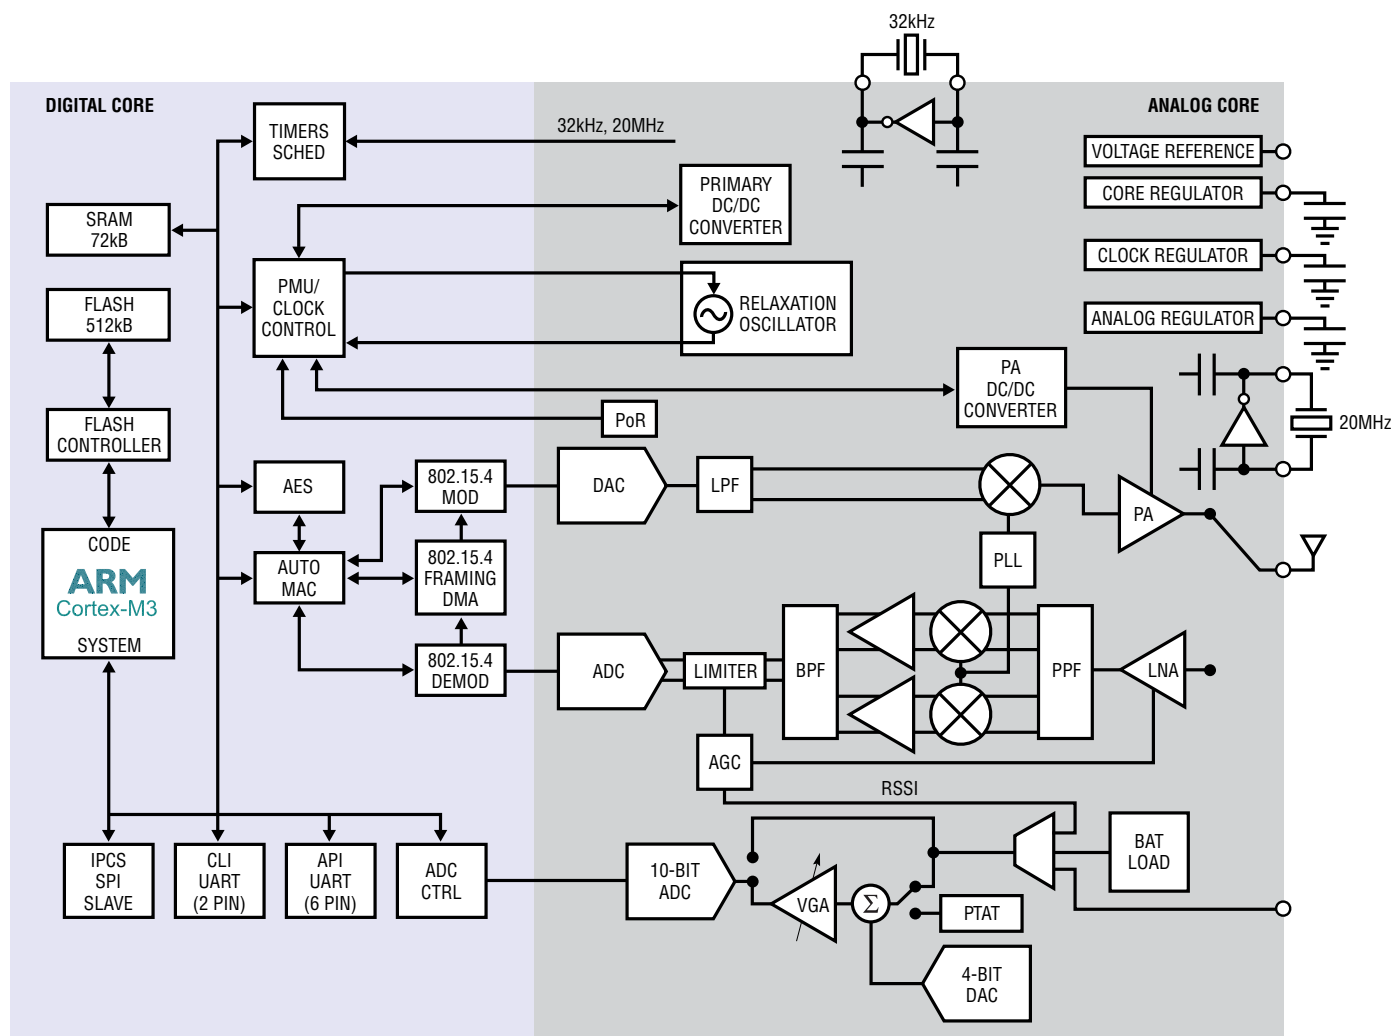 32kHz
DIGITAL CORE
ANALOG CORE
TIMERS
SCHED
32kHz, 20MHz
VOLTAGE REFERENCE
PRIMARY
DC/DC
CONVERTER
CORE REGULATOR
SRAM
72kB
CLOCK REGULATOR
PMU/
CLOCK
CONTROL
RELAXATION
OSCILLATOR
FLASH
512kB
ANALOG REGULATOR
PA
DC/DC
CONVERTER
PoR
20MHz
FLASH
CONTROLLER
AES
802.15.4
MOD
DAC
LPF
PA
CODE
ARM
Cortex-M3
SYSTEM
AUTO
MAC
802.15.4
FRAMING
DMA
PLL
802.15.4
DEMOD
ADC
LIMITER
BPF
PPF
LNA
AGC
RSSI
IPCS
SPI
SLAVE
CLI
UART
(2 PIN)
API
UART
(6 PIN)
ADC
CTRL
10-BIT
ADC
VGA
Σ
PTAT
BAT
LOAD
4-BIT
DAC